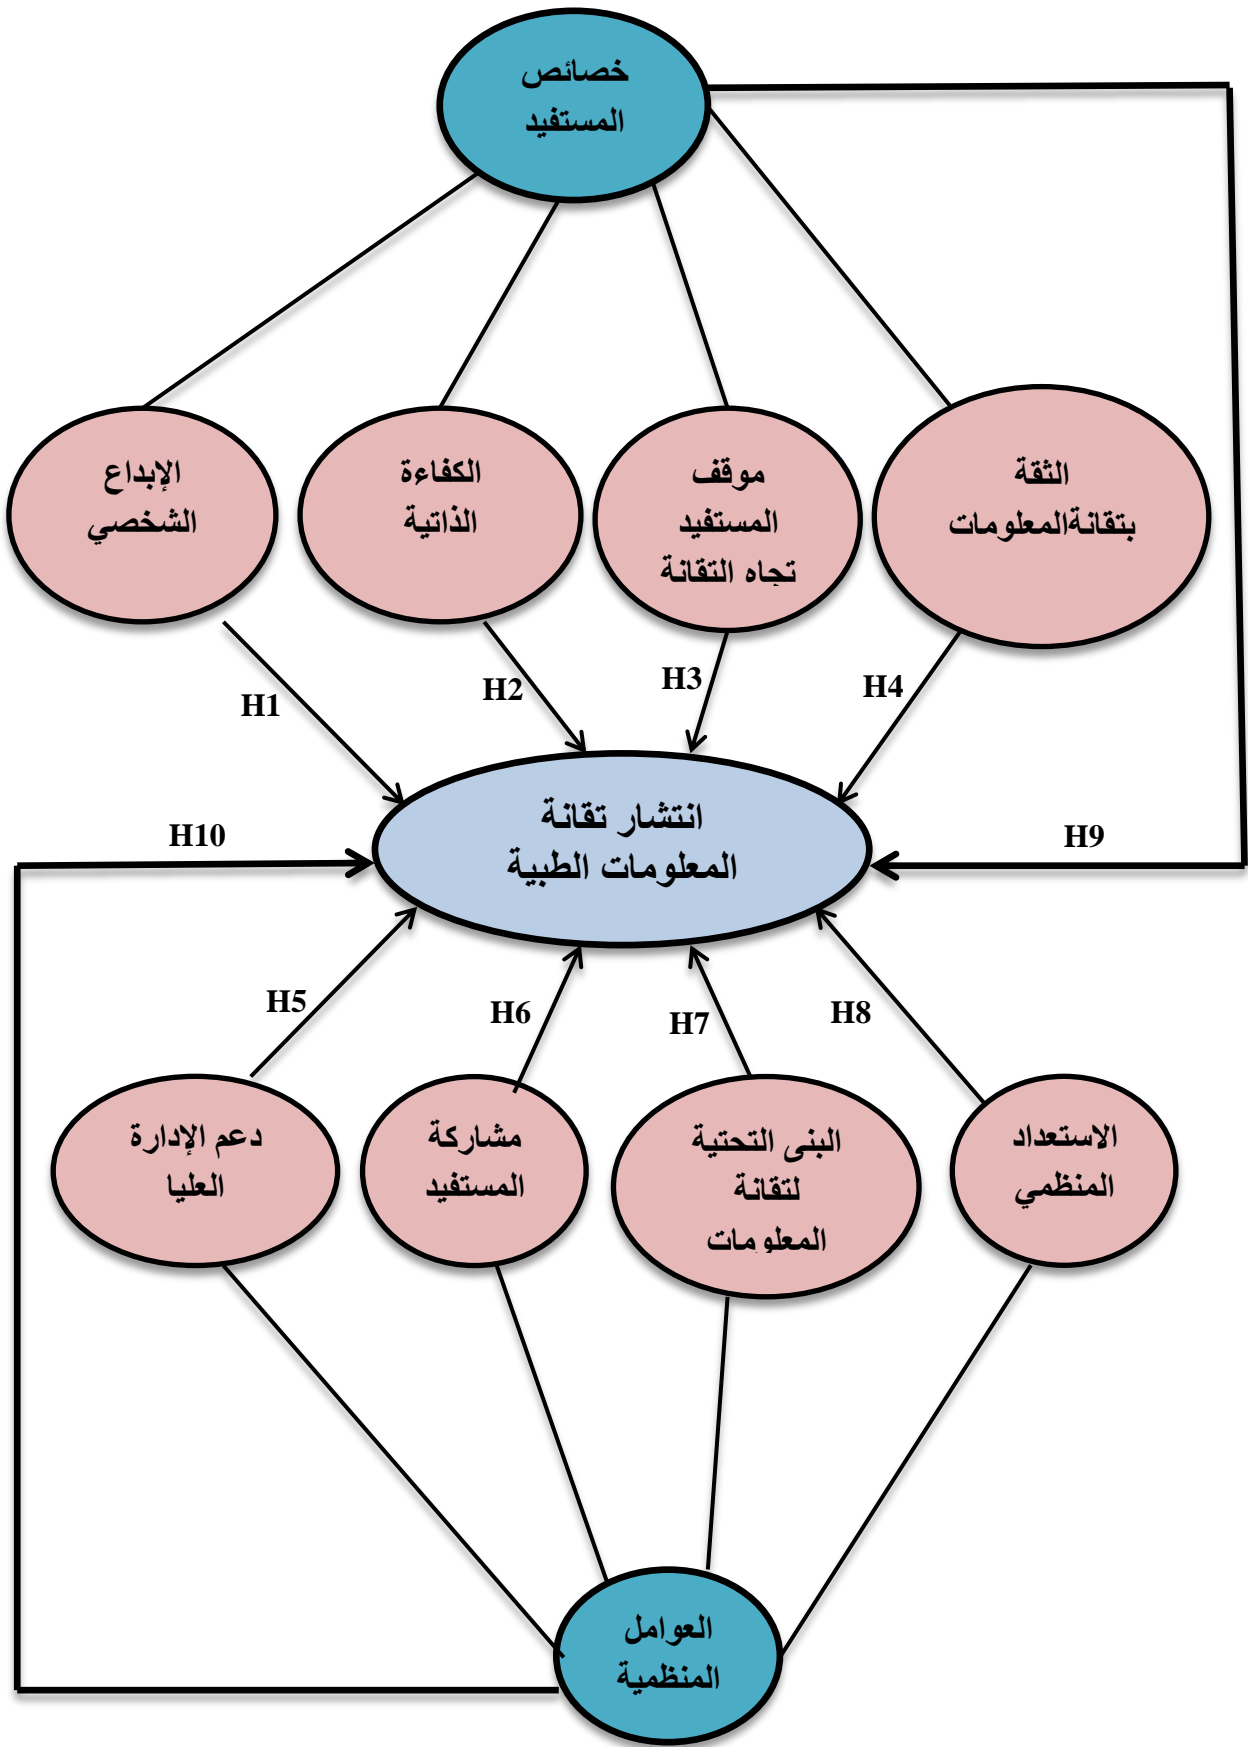 خصائص
المستفيد
الثقة
بتقانةالمعلومات
موقف
المستفيد
تجاه التقانة
الكفاءة
الذاتية
الإبداع
الشخصي
H4
H3
H2
H1
انتشار تقانة
المعلومات الطبية
H9
H10
H8
H7
H6
H5
الاستعداد
المنظمي
البنى التحتية
لتقانة
المعلومات
مشاركة
المستفيد
دعم الإدارة
العليا
العوامل
المنظمية